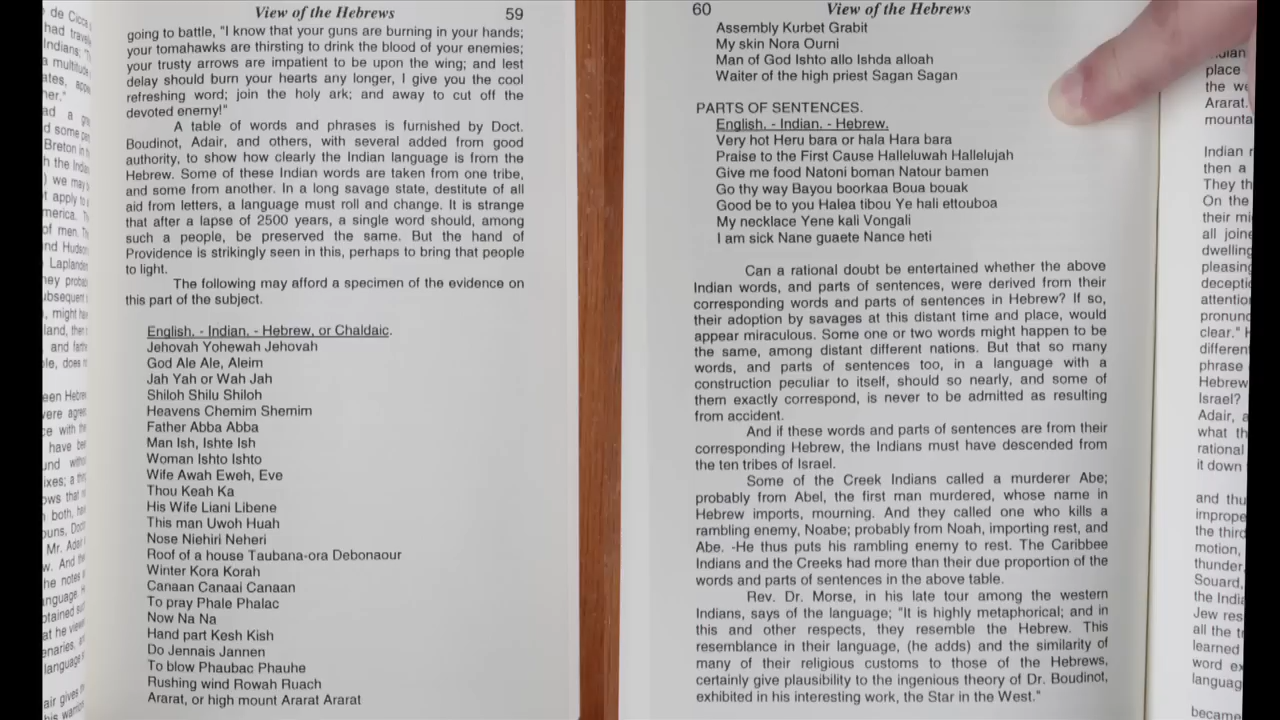 View of the Hebrews 59
going to battle, "I know that your guns are burning in your hands;
your tomahawks are thirsting to drink the blood of your enemies;
your trusty arrows are impatient to be upon the wing; and lest
delay should burn your hearts any longer, I give you the cool
refreshing word; join the holy ark; and away to cut off the
devoted enemy!"
A table of words and phrases is furnished by Doct.
Boudinot, Adair, and others, with several added from good
authority, to show how clearly the Indian language is from the
Hebrew. Some of these Indian words are taken from one tribe,
and some from another. In a long savage state, destitute of all
aid from letters, a language must roll and change. It is strange
that after a lapse of 2500 years, a single word should, among
such a people, be preserved the same. But the hand of
Providence is strikingly seen in this, perhaps to bring that people
to light.
The following may afford a specimen of the evidence on
this part of the subject.
English. - Indian. - Hebrew, or Chaldaic.
Jehovah Yohewah Jehovah
God Ale Ale, Aleim
Jah Yah or Wah Jah
Shiloh Shilu Shiloh
Heavens Chemim Shemim
Father Abba Abba
Man Ish, Ishte Ish
Woman Ishto Ishto
Wife Awah Eweh, Eve
Thou Keah Ka
His Wife Liani Libene
This man Uwoh Huah
Nose Niehiri Neheri
Roof of a house Taubana-ora Debonaour
Winter Kora Korah
Canaan Canaai Canaan
To pray Phale Phalac
Now Na Na
Hand part Kesh Kish
Do Jennais Jannen
To blow Phaubac Phauhe
Rushing wind Rowah Ruach
Ararat, or high mount Ararat Ararat
60 View of the Hebrews
Assembly Kurbet Grabit
My skin Nora Ourni
Man of God Ishto allo Ishda alloah
Waiter of the high priest Sagan Sagan
PARTS OF SENTENCES.
English. - Indian. - Hebrew.
Very hot Heru bara or hala Hara bara
Praise to the First Cause Halleluwah Hallelujah
Give me food Natoni boman Natour bamen
Go thy way Bayou boorkaa Boua bouak
Good be to you Halea tibou Ye hali ettouboa
My necklace Yene kali Vongali
I am sick Nane guaete Nance heti
Can a rational doubt be entertained whether the above
Indian words, and parts of sentences, were derived from their
corresponding words and parts of sentences in Hebrew? If so,
their adoption by savages at this distant time and place, would
appear miraculous. Some one or two words might happen to be
the same, among distant different nations. But that so many
words, and parts of sentences too, in a language with a
construction peculiar to itself, should so nearly, and some of
them exactly correspond, is never to be admitted as resulting
from accident.
And if these words and parts of sentences are from their
corresponding Hebrew, the Indians must have descended from
the ten tribes of Israel.
Some of the Creek Indians called a murderer Abe;
probably from Abel, the first man murdered, whose name in
Hebrew imports, mourning. And they called one who kills a
rambling enemy, Noabe; probably from Noah, importing rest, and
Abe. -He thus puts his rambling enemy to rest. The Caribbee
Indians and the Creeks had more than their due proportion of the
words and parts of sentences in the above table.
Rev. Dr. Morse, in his late tour among the western
Indians, says of the language; "It is highly metaphorical; and in
this and other respects, they resemble the Hebrew. This
resemblance in their language, (he adds) and the similarity of
many of their religious customs to those of the Hebrews,
certainly give plausibility to the ingenious theory of Dr. Boudinot,
exhibited in his interesting work, the Star in the West."